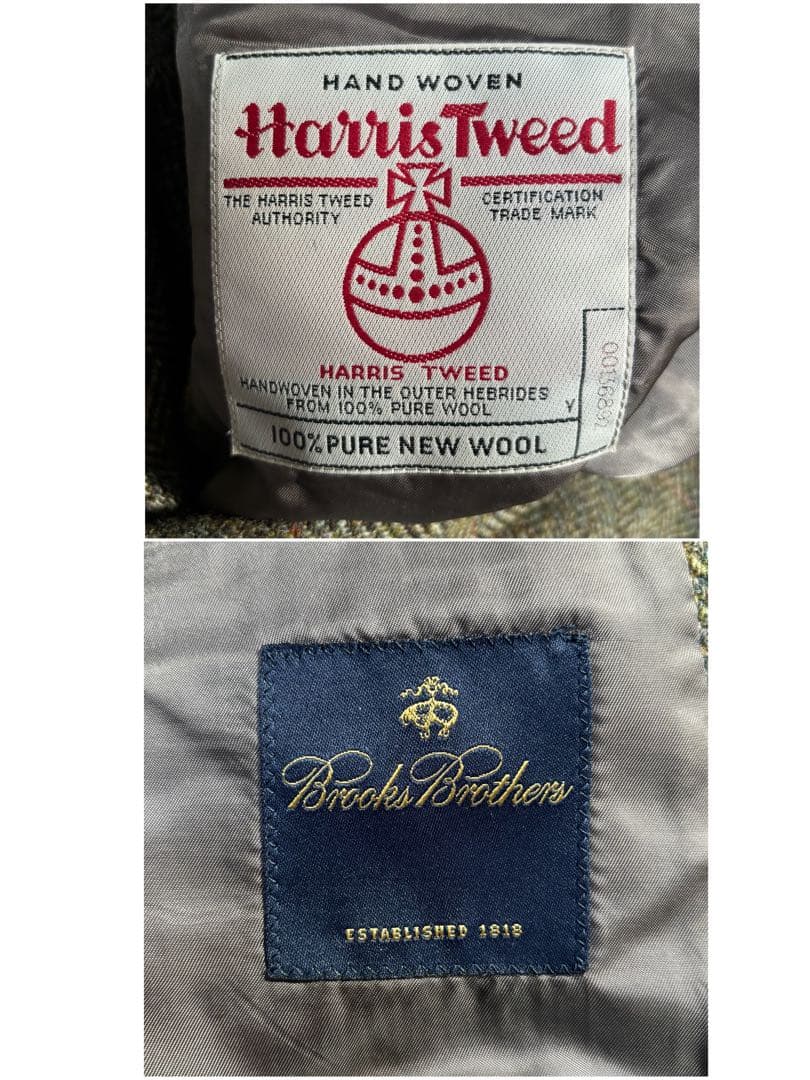 HAND WOVEN
Harris Tweed
THE HARRIS TWEED AUTHORITY
CERTIFICATION TRADE MARK
HARRIS TWEED
HANDWOVEN IN THE OUTER HEBRIDES
FROM 100% PURE WOOL
Y
100% PURE NEW WOOL
Brooks Brothers
ESTABLISHED 1818